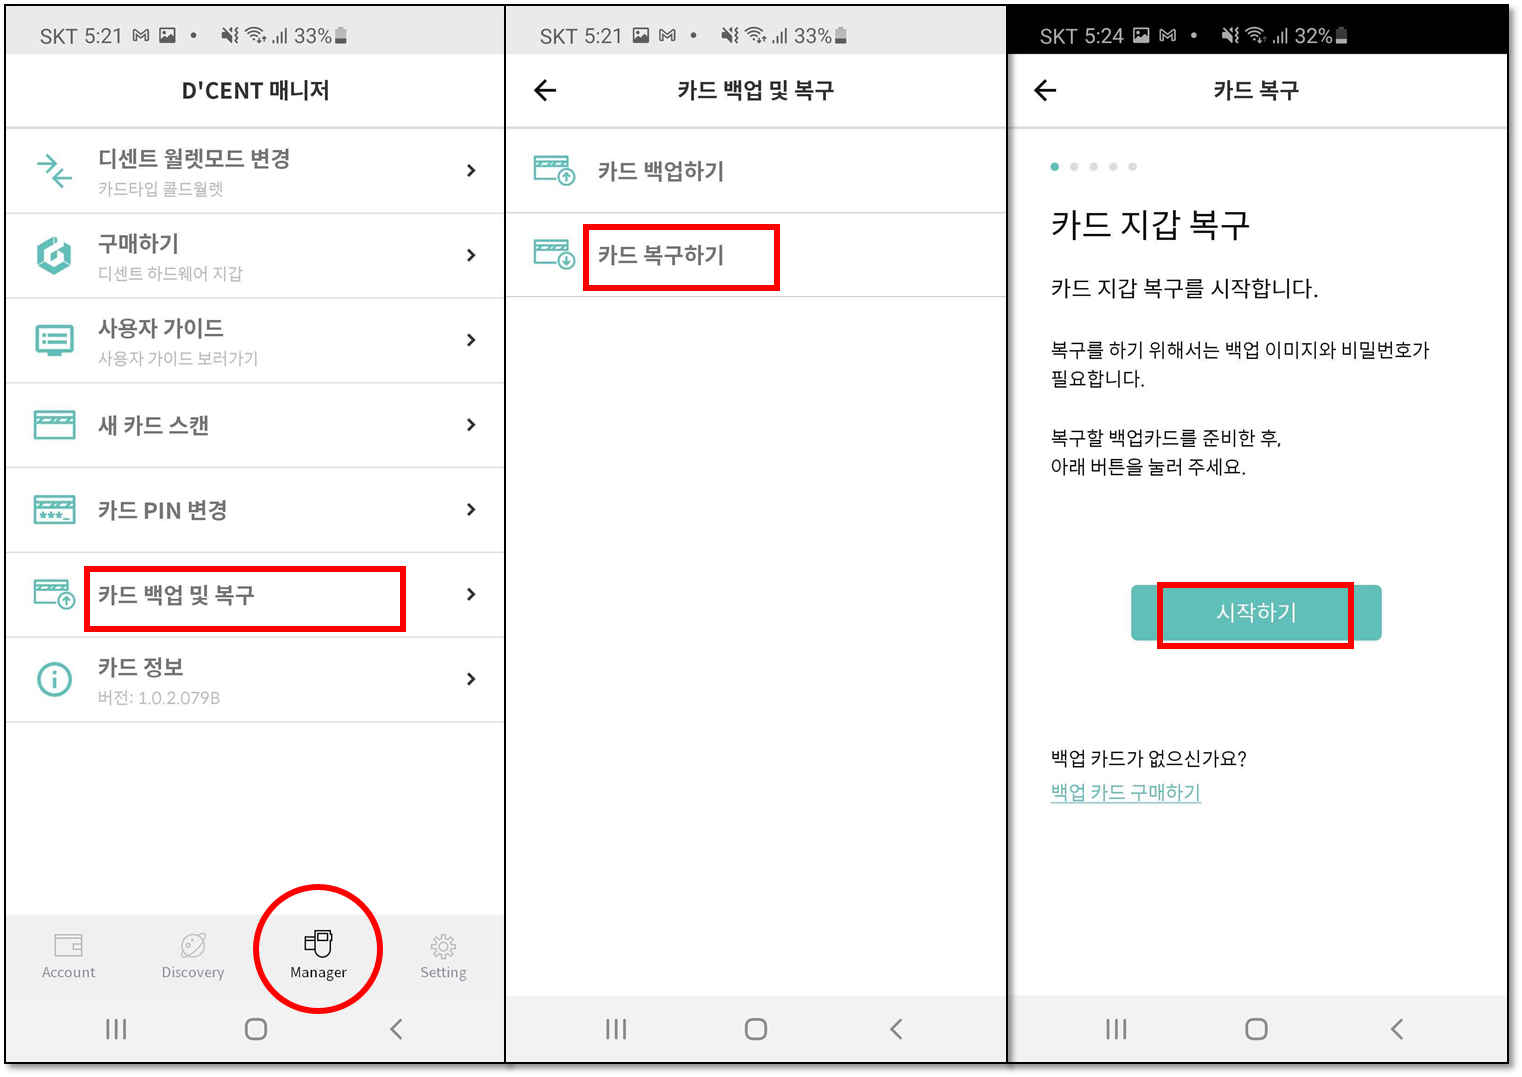 SKT 5:21
33%
D'CENT 매니저
디센트 월렛모드 변경
카드타입 콜드월렛
구매하기
디센트 하드웨어 지갑
사용자 가이드
사용자 가이드 보러가기
새 카드 스캔
카드 PIN 변경
카드 백업 및 복구
카드 정보
버전: 1.0.2.079B
Account
Discovery
Manager
Setting
SKT 5:21
33%
카드 백업 및 복구
카드 백업하기
카드 복구하기
SKT 5:24
32%
카드 복구
카드 지갑 복구
카드 지갑 복구를 시작합니다.
복구를 하기 위해서는 백업 이미지와 비밀번호가
필요합니다.
복구할 백업카드를 준비한 후,
아래 버튼을 눌러 주세요.
시작하기
백업 카드가 없으신가요?
백업 카드 구매하기